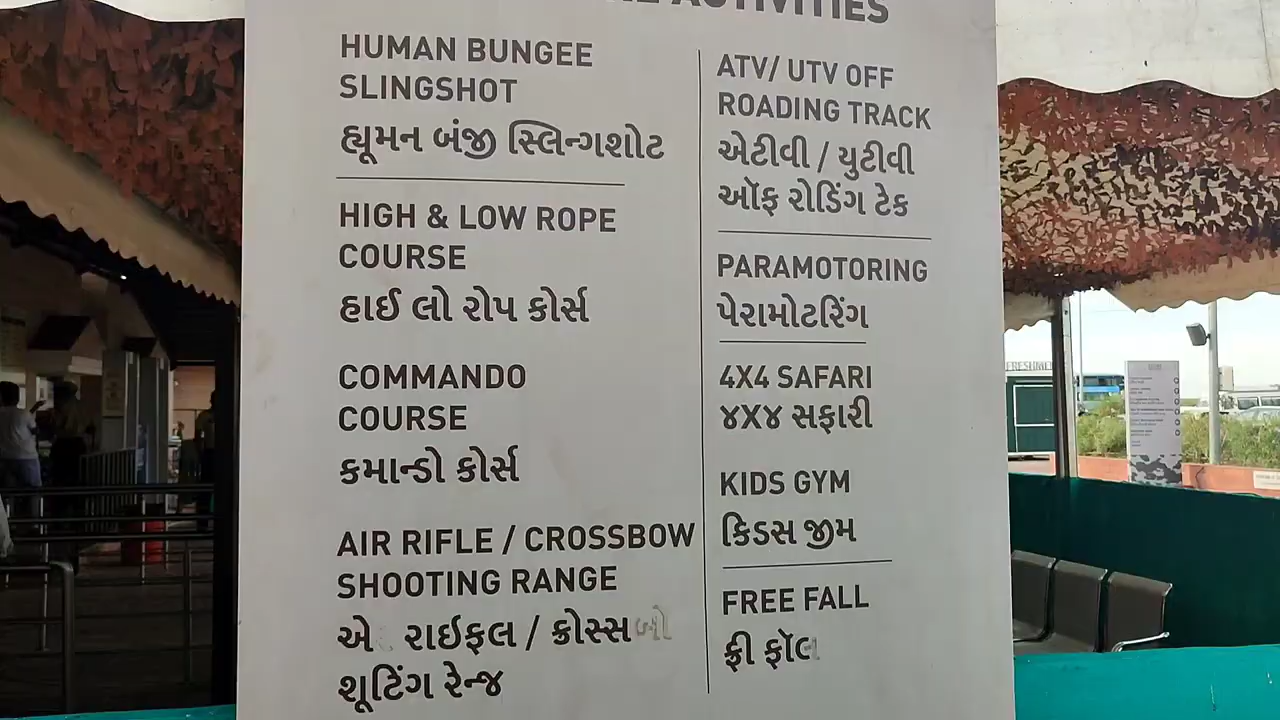 ACTIVITIES
HUMAN BUNGEE
SLINGSHOT
હ્યૂમન બંજી સ્લિન્ગશોટ
HIGH & LOW ROPE
COURSE
હાઈ લો રોપ કોર્સ
COMMANDO
COURSE
કમાન્ડો કોર્સ
AIR RIFLE / CROSSBOW
SHOOTING RANGE
એ રાઈફલ / ક્રોસ્સબો
શૂટિંગ રેન્જ
ATV/ UTV OFF
ROADING TRACK
એટીવી / યુટીવી
ઑફ રોડિંગ ટેક
PARAMOTORING
પેરામોટરિંગ
4X4 SAFARI
૪X૪ સફારી
KIDS GYM
કિડસ જીમ
FREE FALL
ફ્રી ફૉલ